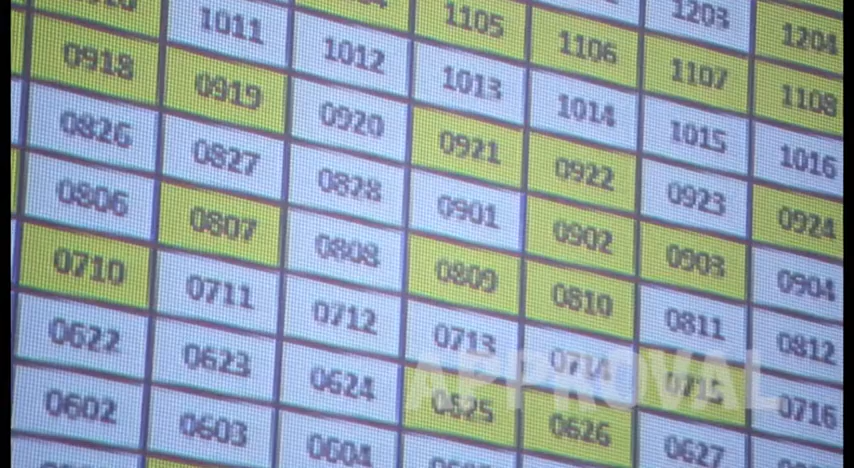 1203 1204
1105 1106 1107 1108
1011 1012 1013 1014 1015 1016
0918 0919 0920 0921 0922 0923 0924
0826 0827 0828 0901 0902 0903 0904
0806 0807 0808 0809 0810 0811 0812
0710 0711 0712 0713 0714 0715 0716
0622 0623 0624 0625 0626 0627
0602 0603 0604
APPROVAL